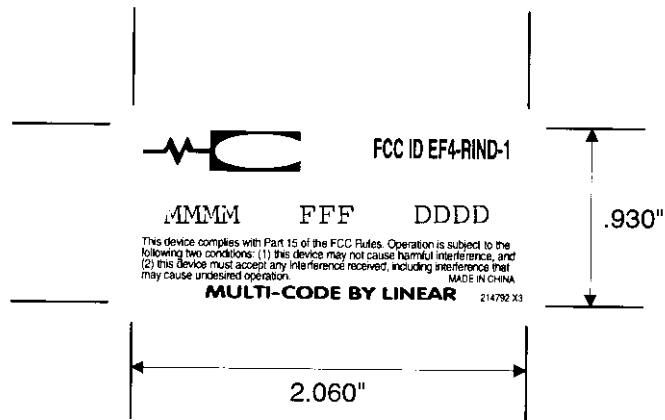 FCC ID EF4-RIND-1
.930"
MMMM FFF DDDD
This device complies with Part 15 of the FCC Rules. Operation is subject to the
following two conditions: (1) this device may not cause harmful interference, and
(2) this device must accept any interference received, including interference that
may cause undesired operation. MADE IN CHINA
MULTI-CODE BY LINEAR 214792 X3
2.060"